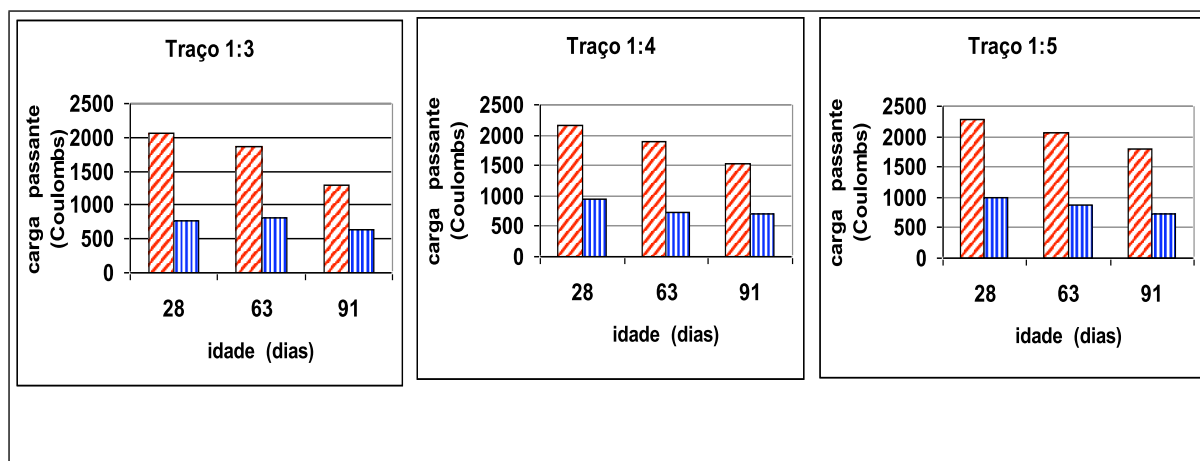 Traço 1:3
carga passante
(Coulombs)
2500
2000
1500
1000
500
0
28 63 91
idade (dias)
Traço 1:4
carga passante
(Coulombs)
2500
2000
1500
1000
500
0
28 63 91
idade (dias)
Traço 1:5
carga passante
(Coulombs)
2500
2000
1500
1000
500
0
28 63 91
idade (dias)